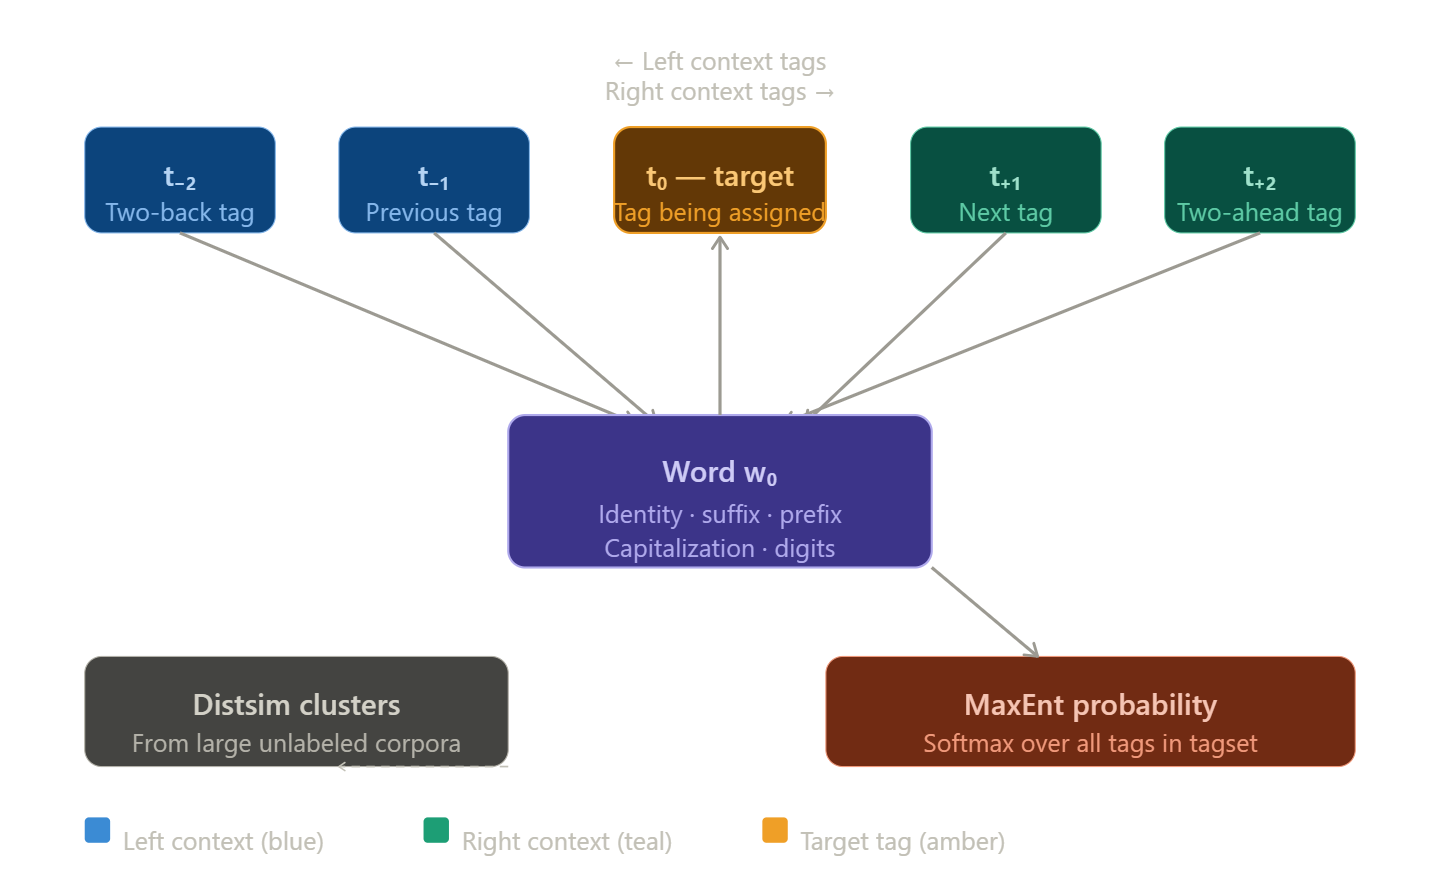 ← Left context tags
Right context tags →
t₋₂
Two-back tag
t₋₁
Previous tag
t₀ — target
Tag being assigned
t₊₁
Next tag
t₊₂
Two-ahead tag
Word w₀
Identity · suffix · prefix
Capitalization · digits
Distsim clusters
From large unlabeled corpora
MaxEnt probability
Softmax over all tags in tagset
Left context (blue)
Right context (teal)
Target tag (amber)